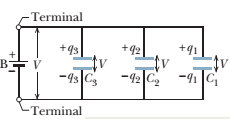 Terminal
+q₃ +q₂ +q₁
B + − V V V V
−q₃ C₃ −q₂ C₂ −q₁ C₁
Terminal